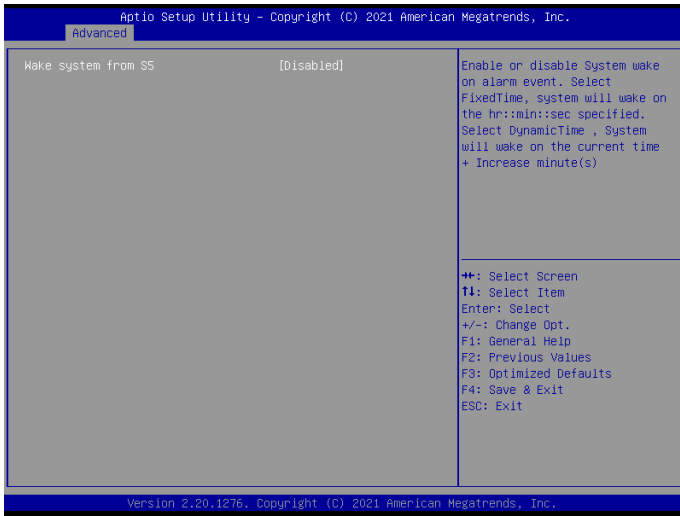 Aptio Setup Utility – Copyright (C) 2021 American Megatrends, Inc.
Advanced
Wake system from S5 [Disabled]
Enable or disable System wake
on alarm event. Select
FixedTime, system will wake on
the hr::min::sec specified.
Select DynamicTime , System
will wake on the current time
+ Increase minute(s)
→←: Select Screen
↑↓: Select Item
Enter: Select
+/-: Change Opt.
F1: General Help
F2: Previous Values
F3: Optimized Defaults
F4: Save & Exit
ESC: Exit
Version 2.20.1276. Copyright (C) 2021 American Megatrends, Inc.